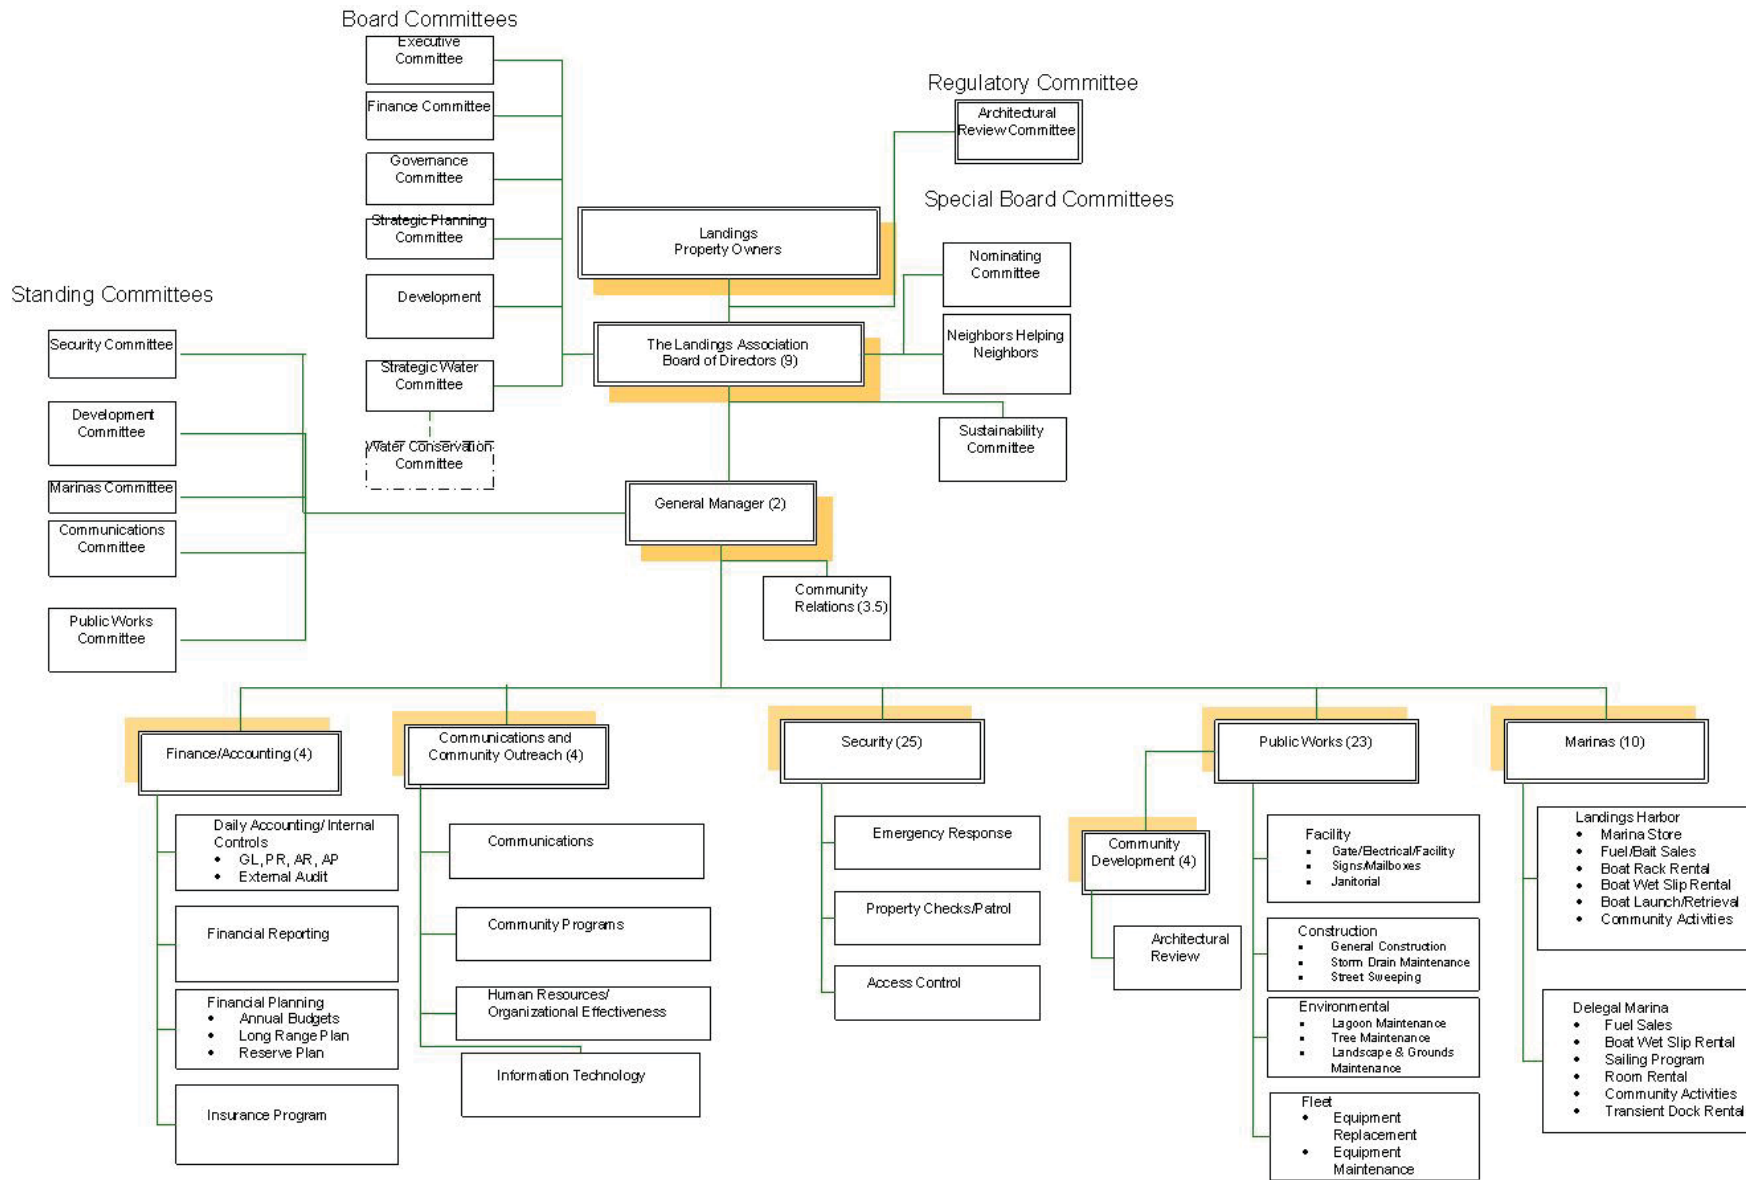 Board Committees
Executive
Committee
Finance Committee
Governance
Committee
Strategic Planning
Committee
Development
Strategic Water
Committee
Water Conservation
Committee
Regulatory Committee
Architectural
Review Committee
Special Board Committees
Nominating
Committee
Neighbors Helping
Neighbors
Sustainability
Committee
Landings
Property Owners
The Landings Association
Board of Directors (9)
Standing Committees
Security Committee
Development
Committee
Marinas Committee
Communications
Committee
Public Works
Committee
General Manager (2)
Community
Relations (3.5)
Finance/Accounting (4)
Daily Accounting/ Internal
Controls
• GL, PR, AR, AP
• External Audit
Financial Reporting
Financial Planning
• Annual Budgets
• Long Range Plan
• Reserve Plan
Insurance Program
Communications and
Community Outreach (4)
Communications
Community Programs
Human Resources/
Organizational Effectiveness
Information Technology
Security (25)
Emergency Response
Property Checks/Patrol
Access Control
Public Works (23)
Community
Development (4)
Architectural
Review
Facility
▪ Gate/Electrical/Facility
▪ Signs/Mailboxes
▪ Janitorial
Construction
▪ General Construction
▪ Storm Drain Maintenance
▪ Street Sweeping
Environmental
▪ Lagoon Maintenance
▪ Tree Maintenance
▪ Landscape & Grounds
Maintenance
Fleet
• Equipment
Replacement
• Equipment
Maintenance
Marinas (10)
Landings Harbor
• Marina Store
• Fuel/Bait Sales
• Boat Rack Rental
• Boat Wet Slip Rental
• Boat Launch/Retrieval
• Community Activities
Delegal Marina
• Fuel Sales
• Boat Wet Slip Rental
• Sailing Program
• Room Rental
• Community Activities
• Transient Dock Rental